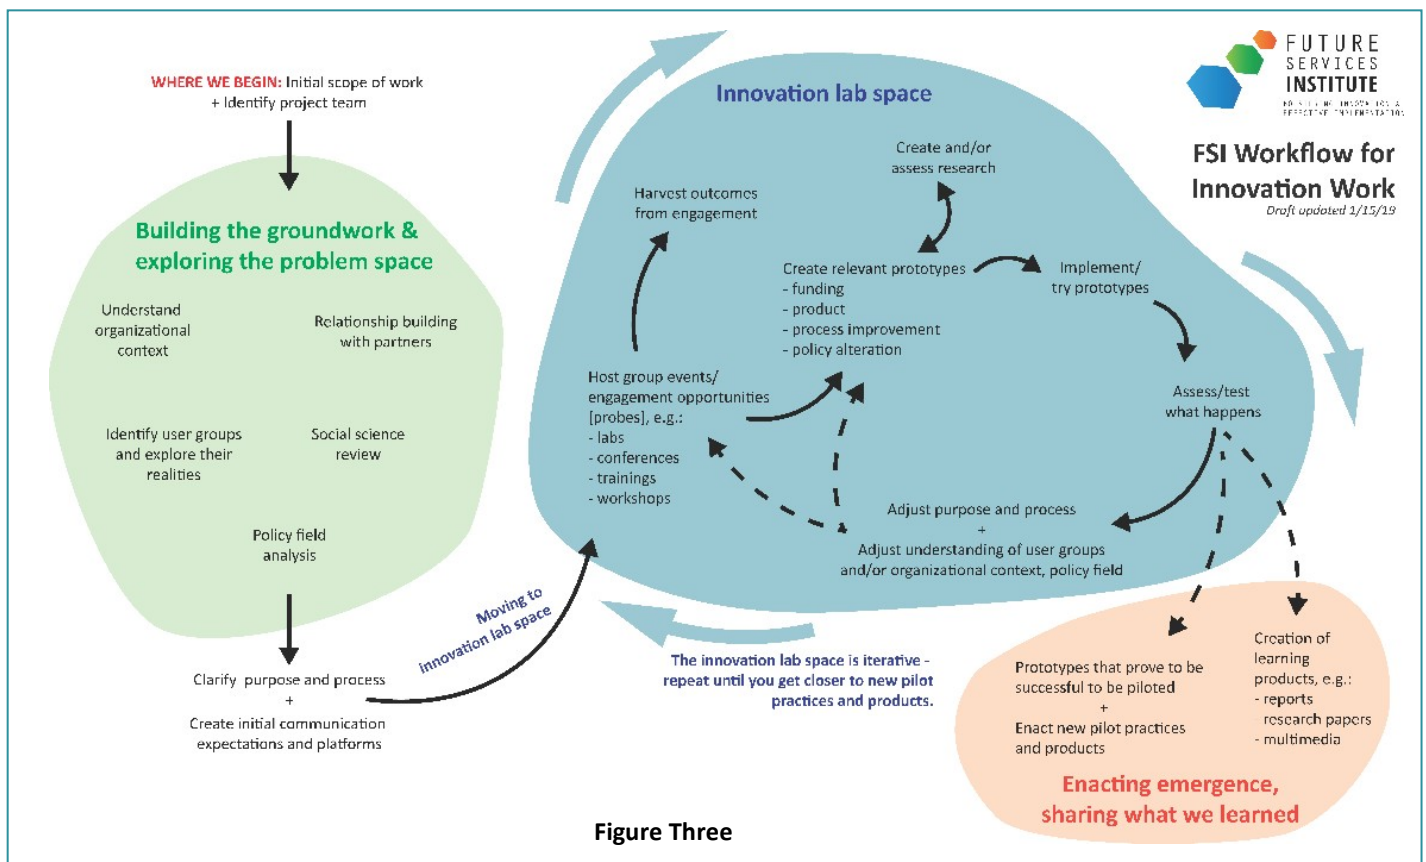 WHERE WE BEGIN: Initial scope of work
+ Identify project team
Building the groundwork &
exploring the problem space
Understand
organizational
context
Relationship building
with partners
Identify user groups
and explore their
realities
Social science
review
Policy field
analysis
Clarify purpose and process
+
Create initial communication
expectations and platforms
Moving to
innovation lab space
Innovation lab space
Create and/or
assess research
Harvest outcomes
from engagement
Create relevant prototypes
- funding
- product
- process improvement
- policy alteration
Implement/
try prototypes
Host group events/
engagement opportunities
[probes], e.g.:
- labs
- conferences
- trainings
- workshops
Assess/test
what happens
Adjust purpose and process
+
Adjust understanding of user groups
and/or organizational context, policy field
The innovation lab space is iterative -
repeat until you get closer to new pilot
practices and products.
FUTURE
SERVICES
INSTITUTE
INNOVATION &
EFFECTIVE IMPLEMENTATION
FSI Workflow for
Innovation Work
Draft updated 1/15/19
Prototypes that prove to be
successful to be piloted
+
Enact new pilot practices
and products
Creation of
learning
products, e.g.:
- reports
- research papers
- multimedia
Enacting emergence,
sharing what we learned
Figure Three